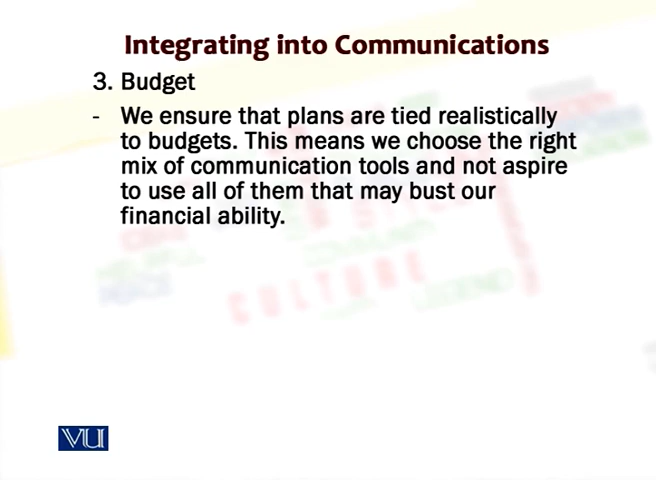 Integrating into Communications
3. Budget
- We ensure that plans are tied realistically
to budgets. This means we choose the right
mix of communication tools and not aspire
to use all of them that may bust our
financial ability.
CULTURE
VU